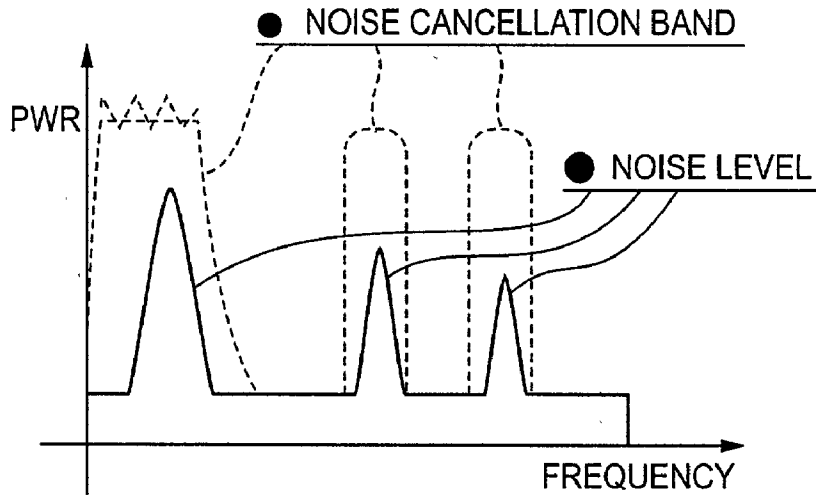 ● NOISE CANCELLATION BAND
PWR
● NOISE LEVEL
FREQUENCY